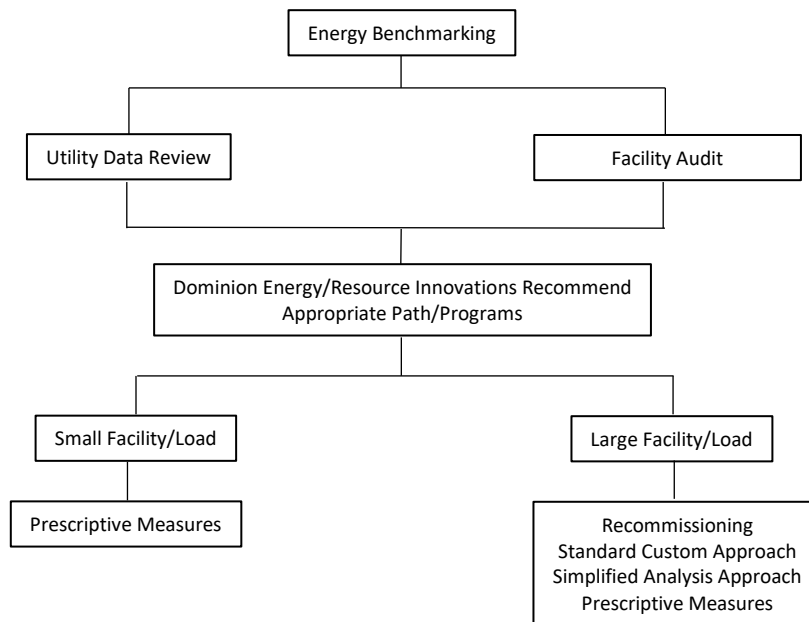 Energy Benchmarking
Utility Data Review
Facility Audit
Dominion Energy/Resource Innovations Recommend
Appropriate Path/Programs
Small Facility/Load
Large Facility/Load
Prescriptive Measures
Recommissioning
Standard Custom Approach
Simplified Analysis Approach
Prescriptive Measures